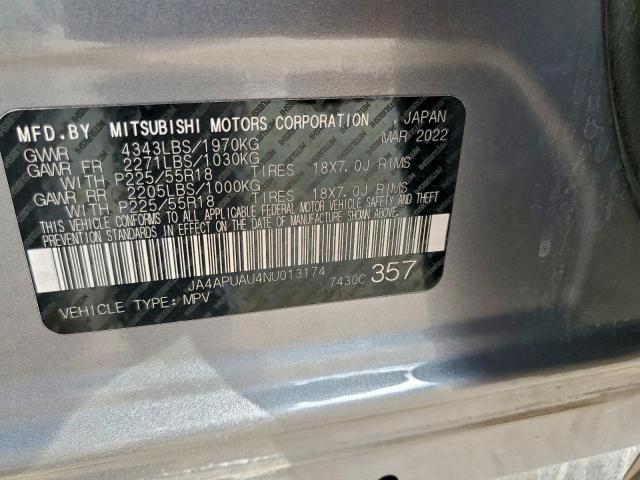 MFD.BY MITSUBISHI MOTORS CORPORATION, JAPAN
GVWR 4343LBS/1970KG MAR 2022
GAWR FR 2271LBS/1030KG
WITH P225/55R18 TIRES 18X7.0J RIMS
GAWR RR 2205LBS/1000KG
WITH P225/55R18 TIRES 18X7.0J RIMS
THIS VEHICLE CONFORMS TO ALL APPLICABLE FEDERAL MOTOR VEHICLE SAFETY AND THEFT
PREVENTION STANDARDS IN EFFECT ON THE DATE OF MANUFACTURE SHOWN ABOVE.
JA4APUAU4NU013174 7430C 357
VEHICLE TYPE: MPV